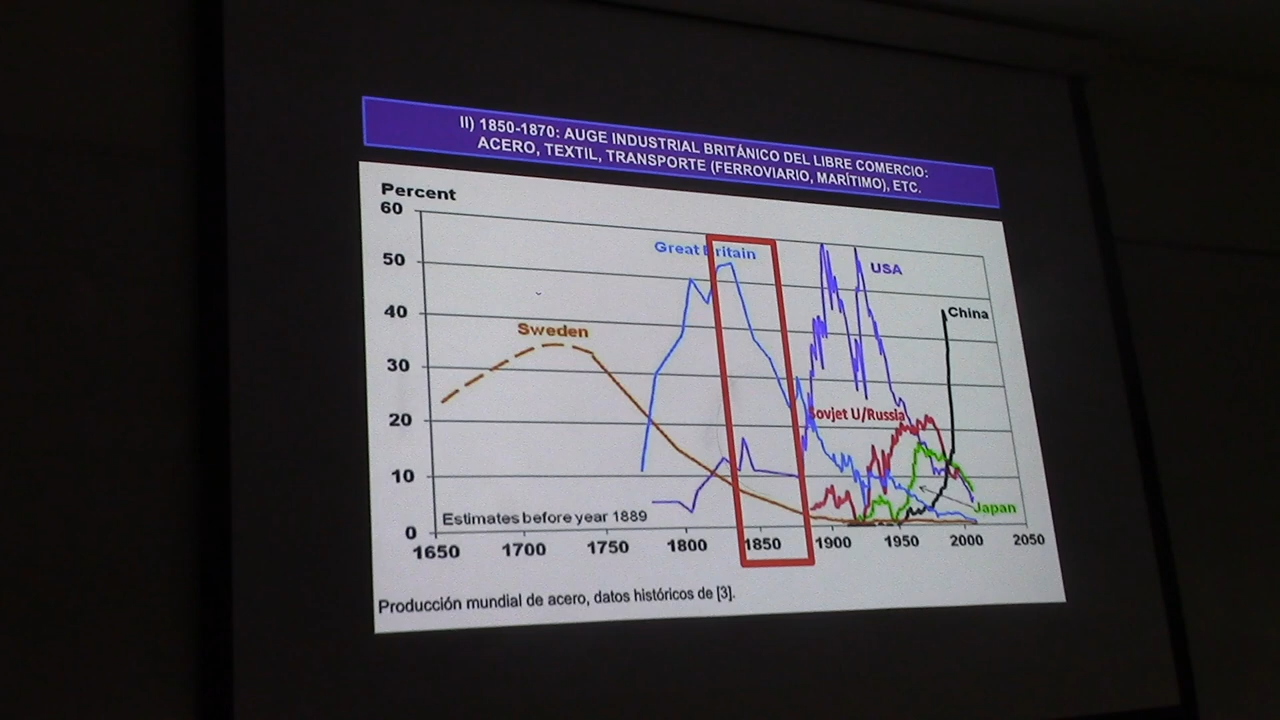 II) 1850-1870: AUGE INDUSTRIAL BRITÁNICO DEL LIBRE COMERCIO:
ACERO, TEXTIL, TRANSPORTE (FERROVIARIO, MARÍTIMO), ETC.
Percent
60
50
40
30
20
10
0
Great Britain
USA
China
Sweden
Sovjet U/Russia
Japan
Estimates before year 1889
1650 1700 1750 1800 1850 1900 1950 2000 2050
Producción mundial de acero, datos históricos de [3].